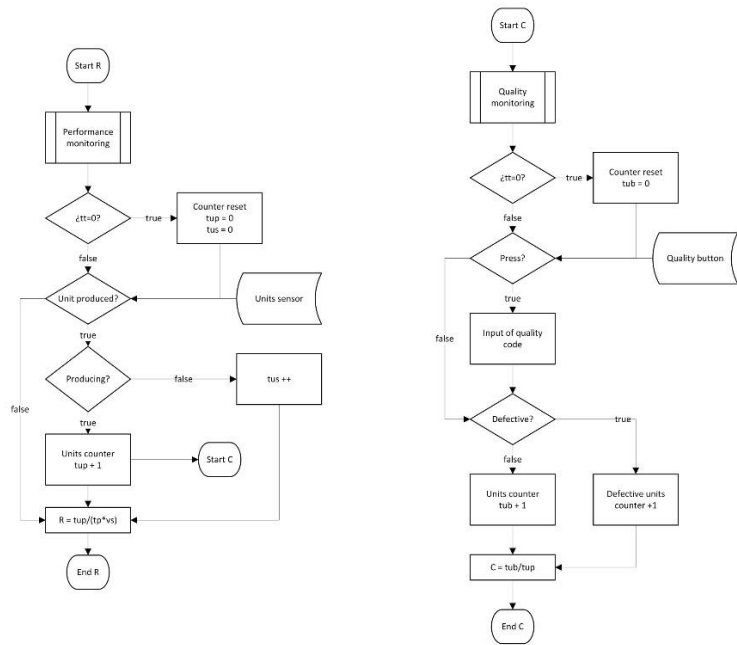 Start R
Performance
monitoring
¿tt=0?
true
Counter reset
tup = 0
tus = 0
false
Unit produced?
Units sensor
true
Producing?
false
tus ++
false
true
Units counter
tup + 1
Start C
R = tup/(tp*vs)
End R
Start C
Quality
monitoring
¿tt=0?
true
Counter reset
tub = 0
false
Press?
Quality button
true
false
Input of quality
code
Defective?
true
false
Units counter
tub + 1
Defective units
counter +1
C = tub/tup
End C